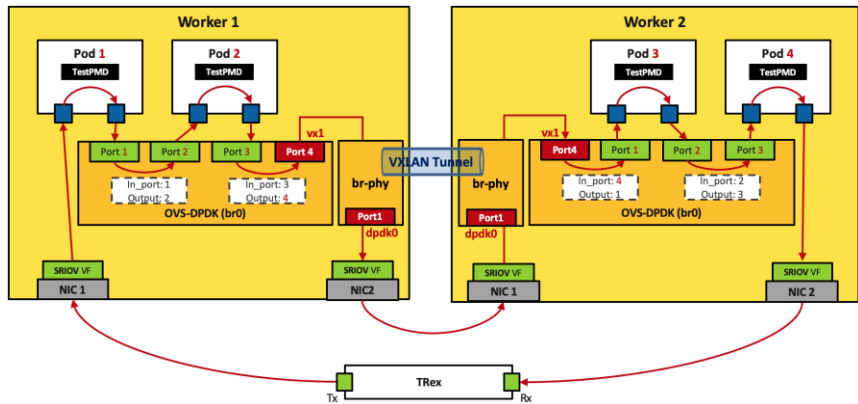 Worker 1
Pod 1
TestPMD
Pod 2
TestPMD
vx1
Port 1
Port 2
Port 3
Port 4
In_port: 1
Output: 2
In_port: 3
Output: 4
OVS-DPDK (br0)
br-phy
Port1
dpdk0
SRIOV VF
NIC 1
SRIOV VF
NIC2
VXLAN Tunnel
Worker 2
Pod 3
TestPMD
Pod 4
TestPMD
vx1
Port4
Port 1
Port 2
Port 3
In_port: 4
Output: 1
In_port: 2
Output: 3
OVS-DPDK (br0)
br-phy
Port1
dpdk0
SRIOV VF
NIC 1
SRIOV VF
NIC 2
TRex
Tx
Rx